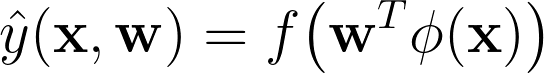 ŷ(𝐱, 𝐰) = f(𝐰ᵀϕ(𝐱))